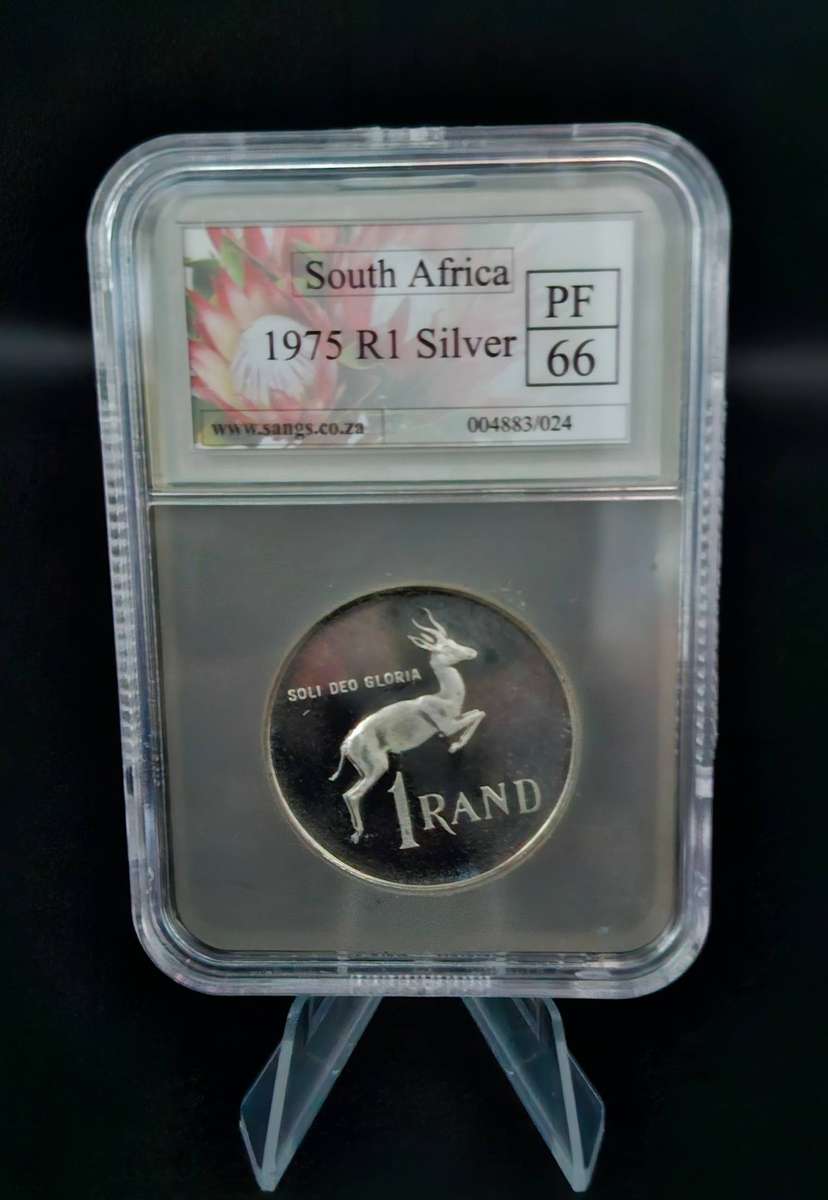 South Africa
PF
1975 R1 Silver
66
www.sangs.co.za
004883/024
SOLI DEO GLORIA
1 RAND